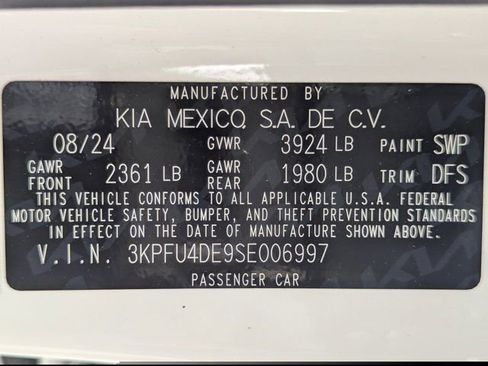 MANUFACTURED BY
KIA MEXICO, S.A. DE C.V.
08/24 GVWR 3924 LB PAINT SWP
GAWR FRONT 2361 LB GAWR REAR 1980 LB TRIM DFS
THIS VEHICLE CONFORMS TO ALL APPLICABLE U.S.A. FEDERAL
MOTOR VEHICLE SAFETY, BUMPER, AND THEFT PREVENTION STANDARDS
IN EFFECT ON THE DATE OF MANUFACTURE SHOWN ABOVE.
V.I.N. 3KPFU4DE9SE006997
PASSENGER CAR